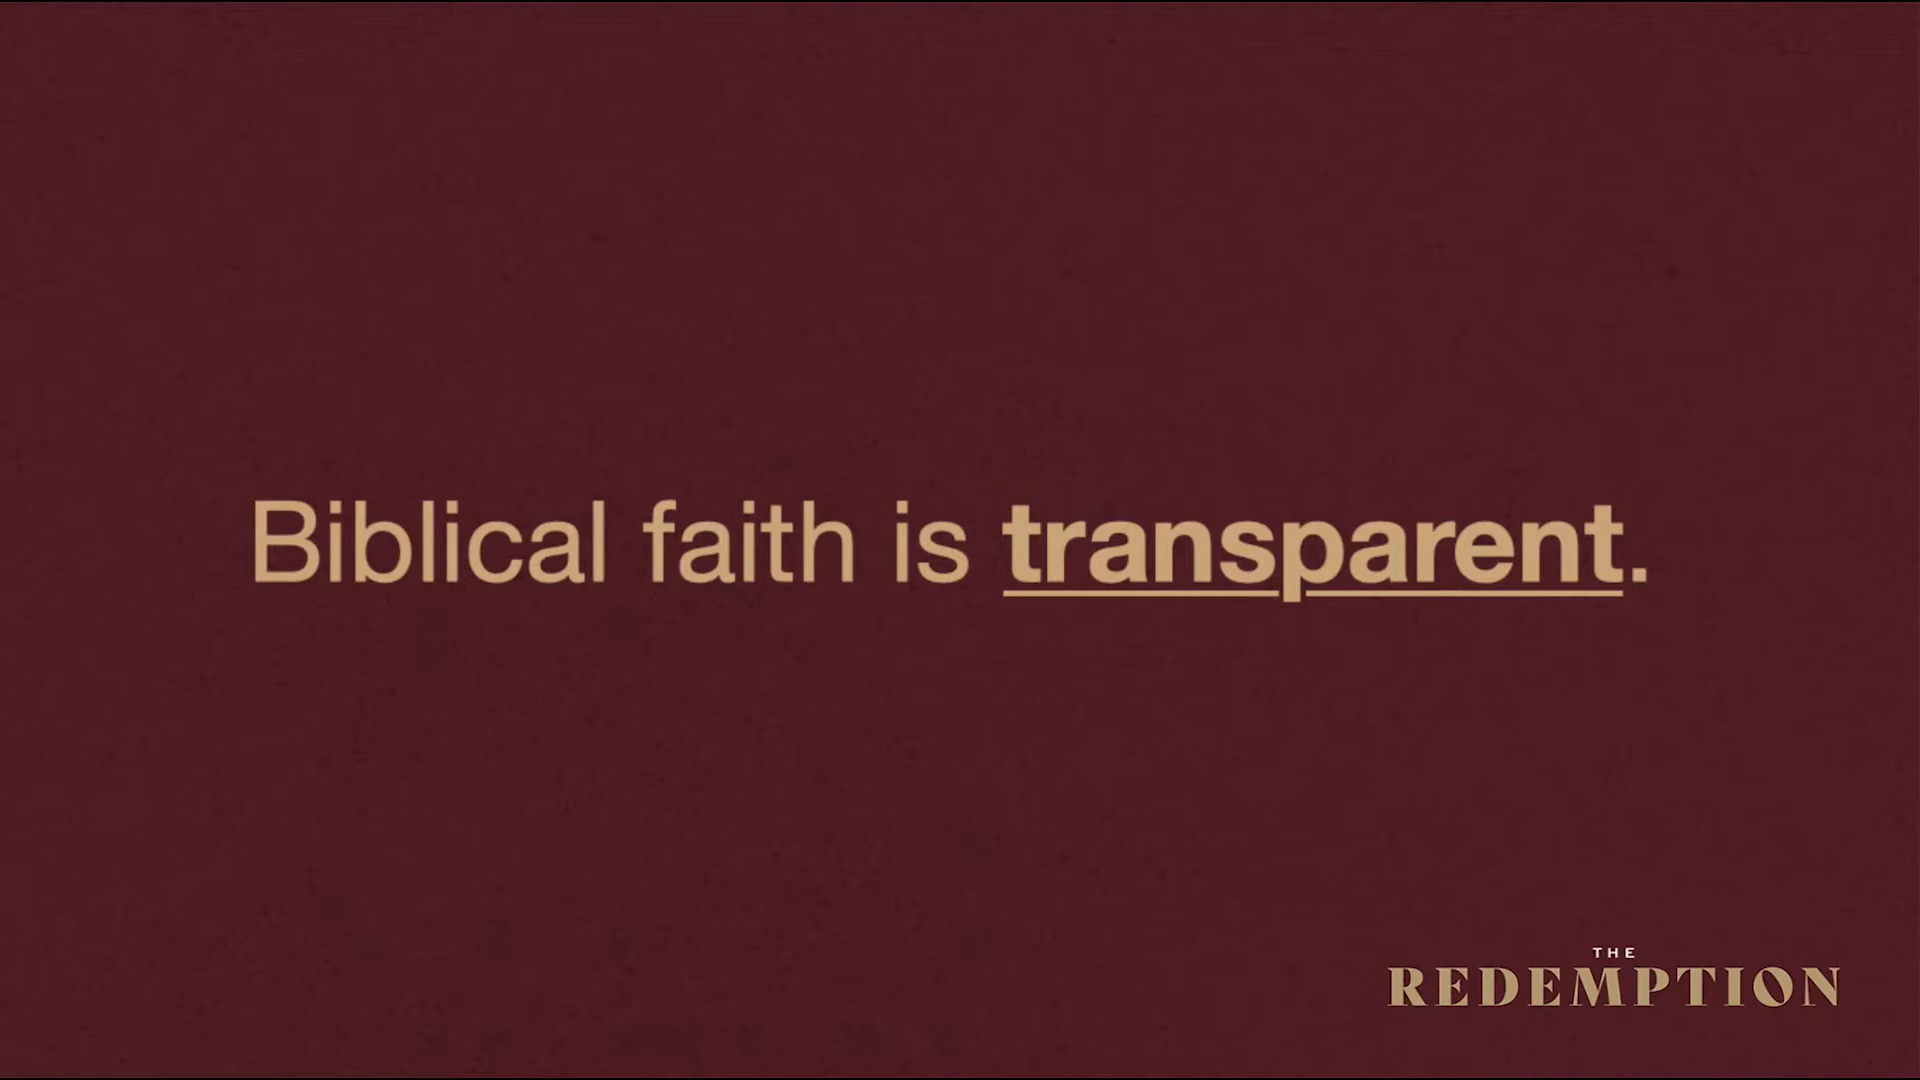 Biblical faith is transparent.
THE
REDEMPTION